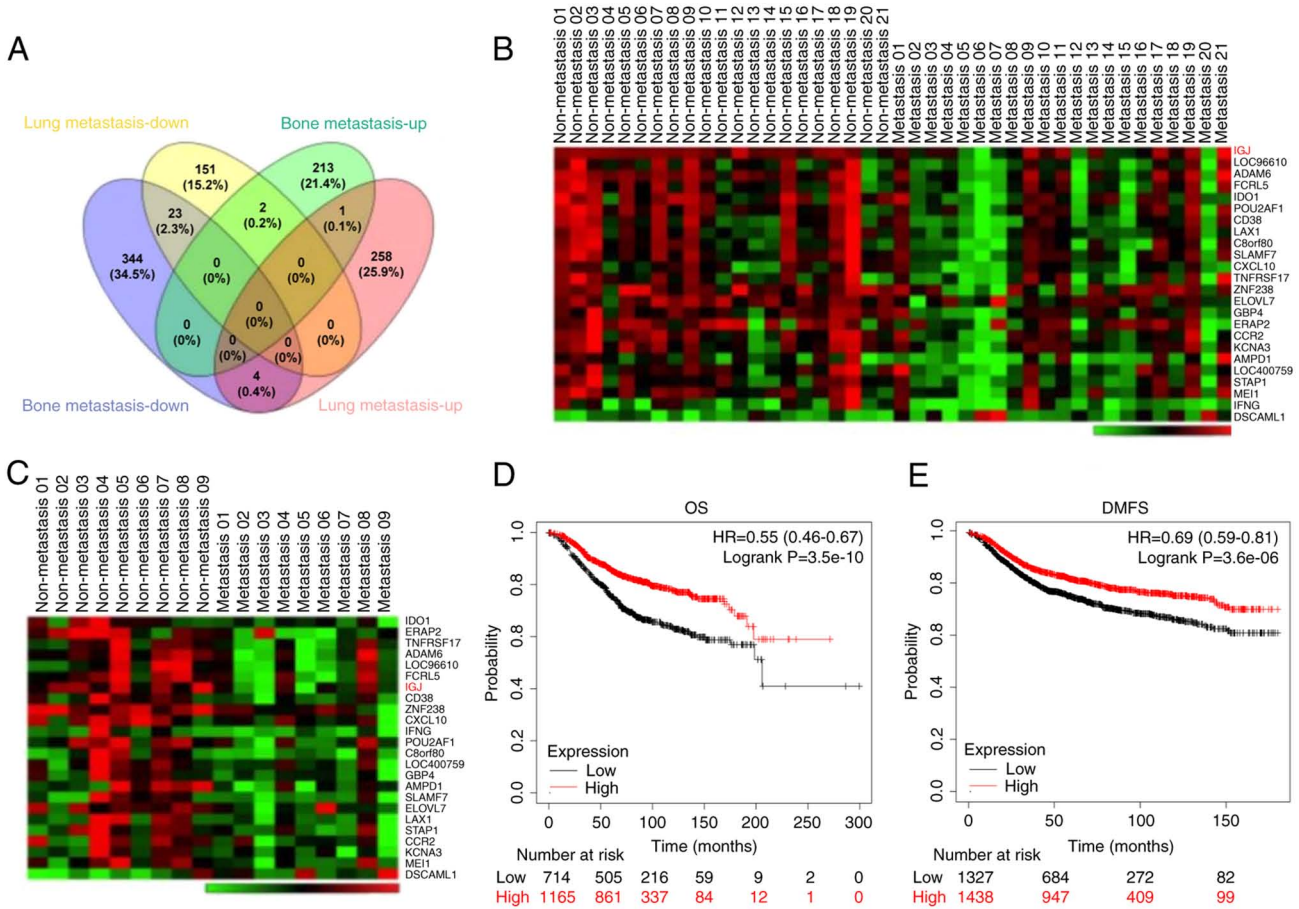 A
Lung metastasis-down
Bone metastasis-up
151
(15.2%)
213
(21.4%)
23
(2.3%)
2
(0.2%)
1
(0.1%)
344
(34.5%)
0
(0%)
0
(0%)
258
(25.9%)
0
(0%)
0
(0%)
0
(0%)
0
(0%)
0
(0%)
4
(0.4%)
Bone metastasis-down
Lung metastasis-up
B
Non-metastasis 01
Non-metastasis 02
Non-metastasis 03
Non-metastasis 04
Non-metastasis 05
Non-metastasis 06
Non-metastasis 07
Non-metastasis 08
Non-metastasis 09
Non-metastasis 10
Non-metastasis 11
Non-metastasis 12
Non-metastasis 13
Non-metastasis 14
Non-metastasis 15
Non-metastasis 16
Non-metastasis 17
Non-metastasis 18
Non-metastasis 19
Non-metastasis 20
Non-metastasis 21
Metastasis 01
Metastasis 02
Metastasis 03
Metastasis 04
Metastasis 05
Metastasis 06
Metastasis 07
Metastasis 08
Metastasis 09
Metastasis 10
Metastasis 11
Metastasis 12
Metastasis 13
Metastasis 14
Metastasis 15
Metastasis 16
Metastasis 17
Metastasis 18
Metastasis 19
Metastasis 20
Metastasis 21
IGJ
LOC96610
ADAM6
FCRL5
IDO1
POU2AF1
CD38
LAX1
C8orf80
SLAMF7
CXCL10
TNFRSF17
ZNF238
ELOVL7
GBP4
ERAP2
CCR2
KCNA3
AMPD1
LOC400759
STAP1
MEI1
IFNG
DSCAML1
C
Non-metastasis 01
Non-metastasis 02
Non-metastasis 03
Non-metastasis 04
Non-metastasis 05
Non-metastasis 06
Non-metastasis 07
Non-metastasis 08
Non-metastasis 09
Metastasis 01
Metastasis 02
Metastasis 03
Metastasis 04
Metastasis 05
Metastasis 06
Metastasis 07
Metastasis 08
Metastasis 09
IDO1
ERAP2
TNFRSF17
ADAM6
LOC96610
FCRL5
IGJ
CD38
ZNF238
CXCL10
IFNG
POU2AF1
C8orf80
LOC400759
GBP4
AMPD1
SLAMF7
ELOVL7
LAX1
STAP1
CCR2
KCNA3
MEI1
DSCAML1
D
OS
HR=0.55 (0.46-0.67)
Logrank P=3.5e-10
Probability
1.0
0.8
0.6
0.4
0.2
0.0
Expression
Low
High
0 50 100 150 200 250 300
Time (months)
Number at risk
Low 714 505 216 59 9 2 0
High 1165 861 337 84 12 1 0
E
DMFS
HR=0.69 (0.59-0.81)
Logrank P=3.6e-06
Probability
1.0
0.8
0.6
0.4
0.2
0.0
Expression
Low
High
0 50 100 150
Time (months)
Number at risk
Low 1327 684 272 82
High 1438 947 409 99